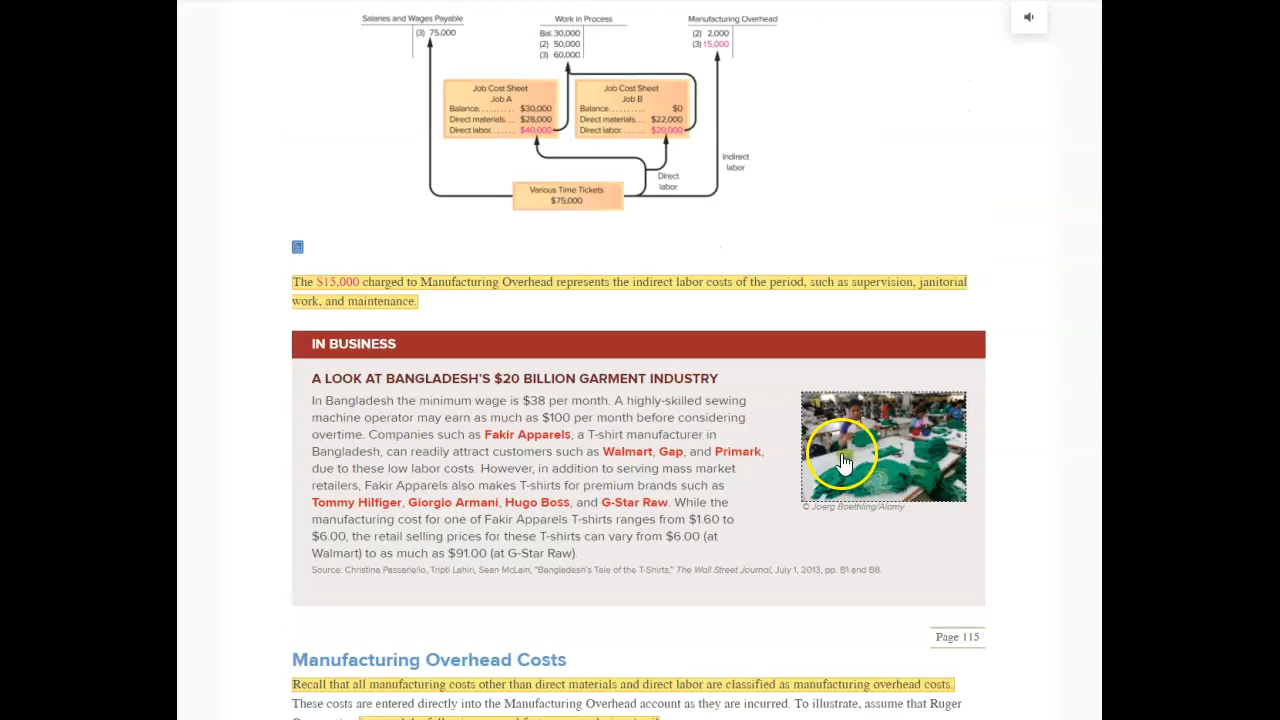 Salaries and Wages Payable
Work in Process
Manufacturing Overhead
(3) 75,000
Bal. 30,000
(2) 50,000
(3) 60,000
(2) 2,000
(3) 15,000
Job Cost Sheet
Job A
Balance.......... $30,000
Direct materials... $28,000
Direct labor...... $40,000
Job Cost Sheet
Job B
Balance.......... $0
Direct materials... $22,000
Direct labor...... $20,000
Indirect
labor
Direct
labor
Various Time Tickets
$75,000
The $15,000 charged to Manufacturing Overhead represents the indirect labor costs of the period, such as supervision, janitorial
work, and maintenance.
IN BUSINESS
A LOOK AT BANGLADESH'S $20 BILLION GARMENT INDUSTRY
In Bangladesh the minimum wage is $38 per month. A highly-skilled sewing
machine operator may earn as much as $100 per month before considering
overtime. Companies such as Fakir Apparels, a T-shirt manufacturer in
Bangladesh, can readily attract customers such as Walmart, Gap, and Primark,
due to these low labor costs. However, in addition to serving mass market
retailers, Fakir Apparels also makes T-shirts for premium brands such as
Tommy Hilfiger, Giorgio Armani, Hugo Boss, and G-Star Raw. While the
manufacturing cost for one of Fakir Apparels T-shirts ranges from $1.60 to
$6.00, the retail selling prices for these T-shirts can vary from $6.00 (at
Walmart) to as much as $91.00 (at G-Star Raw).
© Joerg Boethling/Alamy
Source: Christina Passariello, Tripti Lahiri, Sean McLain, "Bangladesh's Tale of the T-Shirts," The Wall Street Journal, July 1, 2013, pp. B1 and B8.
Page 115
Manufacturing Overhead Costs
Recall that all manufacturing costs other than direct materials and direct labor are classified as manufacturing overhead costs.
These costs are entered directly into the Manufacturing Overhead account as they are incurred. To illustrate, assume that Ruger